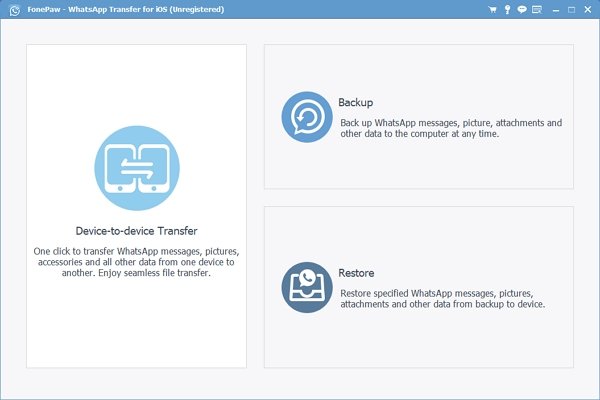 FonePaw - WhatsApp Transfer for iOS (Unregistered)
Device-to-device Transfer
One click to transfer WhatsApp messages, pictures,
accessories and all other data from one device to
another. Enjoy seamless file transfer.
Backup
Back up WhatsApp messages, picture, attachments and
other data to the computer at any time.
Restore
Restore specified WhatsApp messages, pictures,
attachments and other data from backup to device.